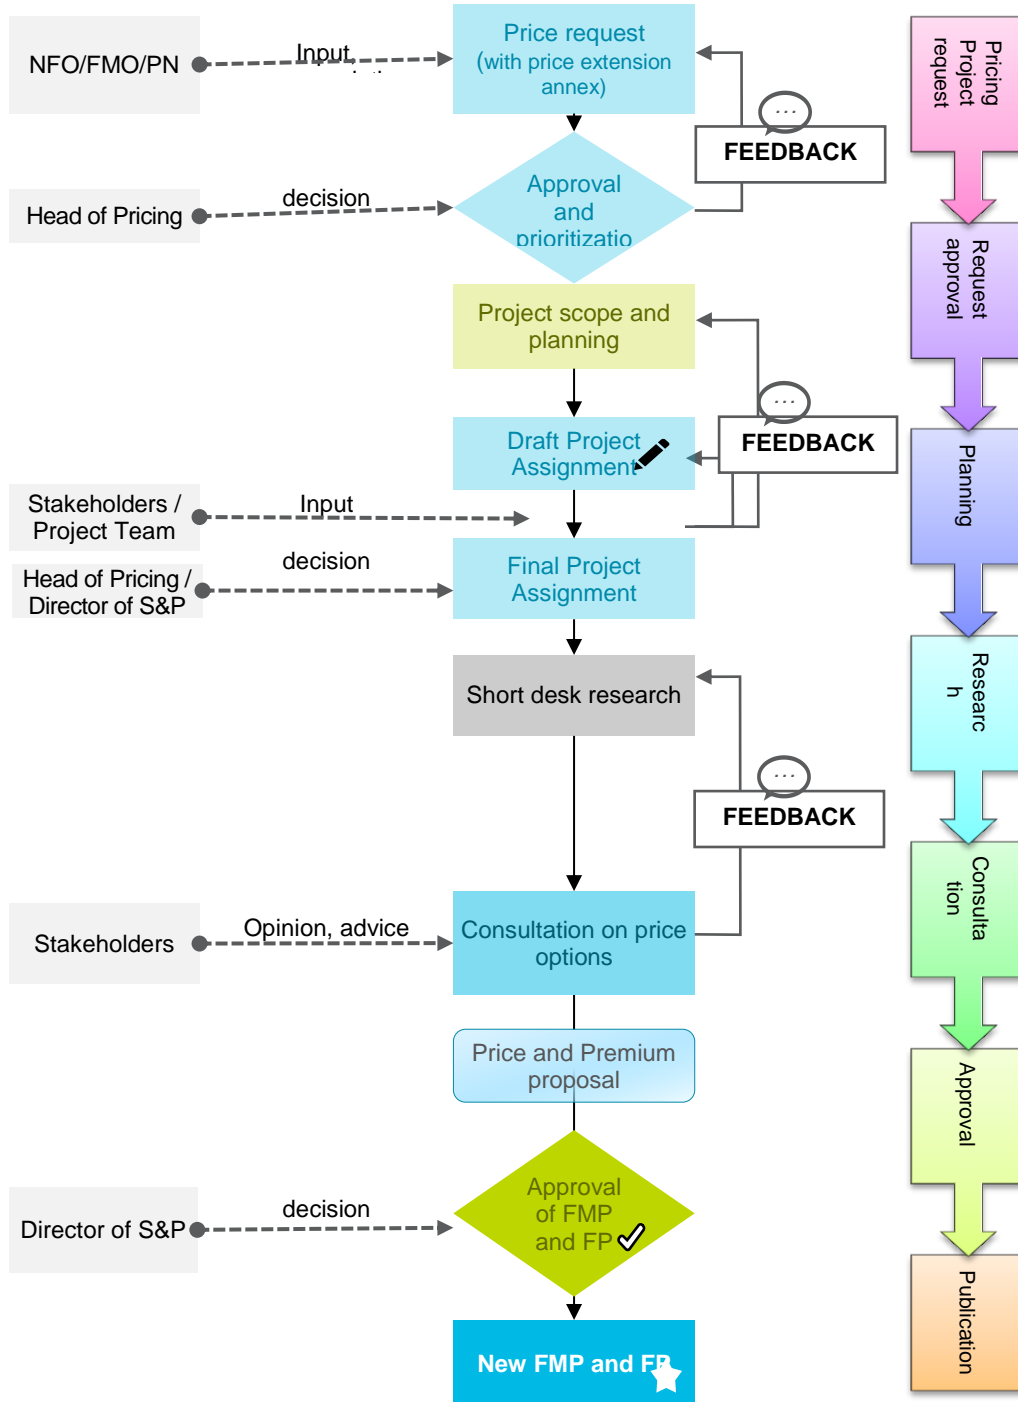 NFO/FMO/PN
Input,
Price request
(with price extension
annex)
...
FEEDBACK
Head of Pricing
decision
Approval
and
prioritizatio
Project scope and
planning
...
FEEDBACK
Draft Project
Assignment
Stakeholders /
Project Team
Input
Head of Pricing /
Director of S&P
decision
Final Project
Assignment
Short desk research
...
FEEDBACK
Stakeholders
Opinion, advice
Consultation on price
options
Price and Premium
proposal
Director of S&P
decision
Approval
of FMP
and FP
New FMP and FP
Pricing
Project
request
Request
approval
Planning
Researc
h
Consulta
tion
Approval
Publication